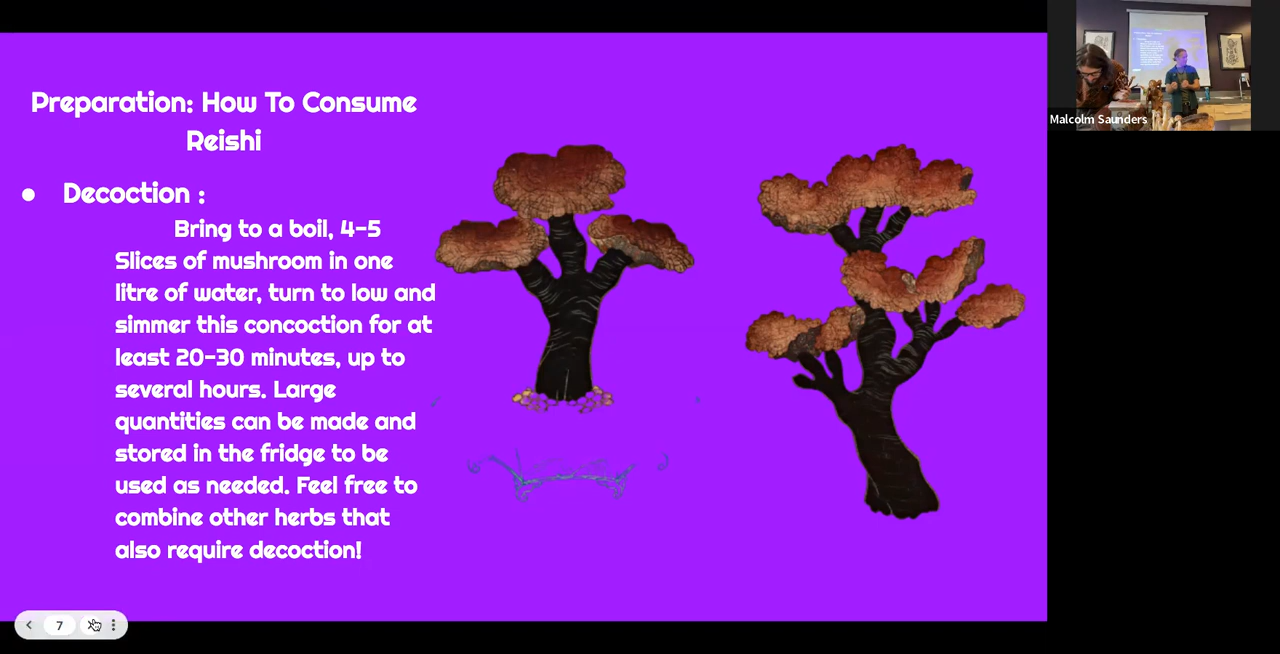 Preparation: How To Consume
Reishi
● Decoction :
Bring to a boil, 4-5
Slices of mushroom in one
litre of water, turn to low and
simmer this concoction for at
least 20-30 minutes, up to
several hours. Large
quantities can be made and
stored in the fridge to be
used as needed. Feel free to
combine other herbs that
also require decoction!
7
Malcolm Saunders